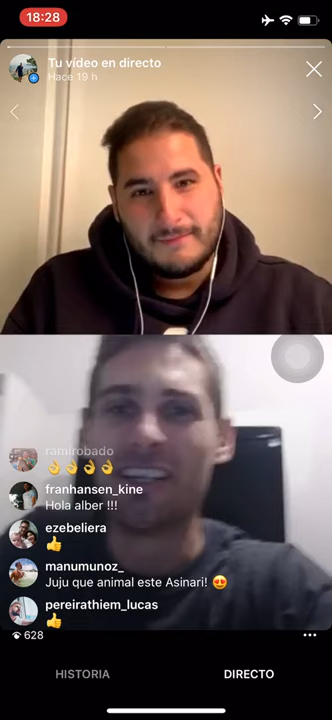 18:28
Tu vídeo en directo
Hace 19 h
ramirobado
👌👌👌👌
franhansen_kine
Hola alber !!!
ezebeliera
👍
manumunoz_
Juju que animal este Asinari! 😍
pereirathiem_lucas
👍
628
HISTORIA
DIRECTO